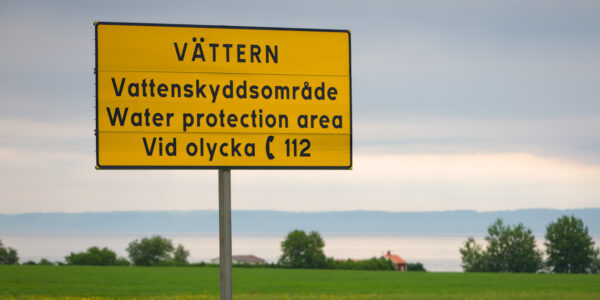 VÄTTERN
Vattenskyddsområde
Water protection area
Vid olycka 112